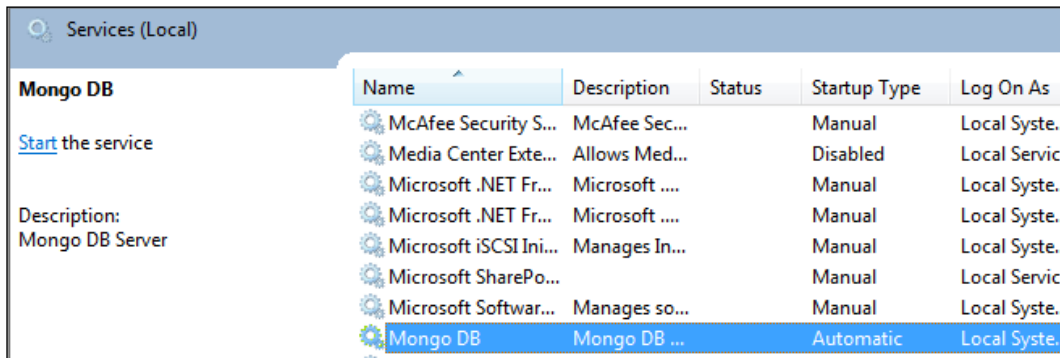 Services (Local)
Mongo DB
Start the service
Description:
Mongo DB Server
Name Description Status Startup Type Log On As
McAfee Security S... McAfee Sec... Manual Local Syste.
Media Center Exte... Allows Med... Disabled Local Servic
Microsoft .NET Fr... Microsoft .... Manual Local Syste.
Microsoft .NET Fr... Microsoft .... Manual Local Syste.
Microsoft iSCSI Ini... Manages In... Manual Local Syste.
Microsoft SharePo... Manual Local Servic
Microsoft Softwar... Manages so... Manual Local Syste.
Mongo DB Mongo DB ... Automatic Local Syste.